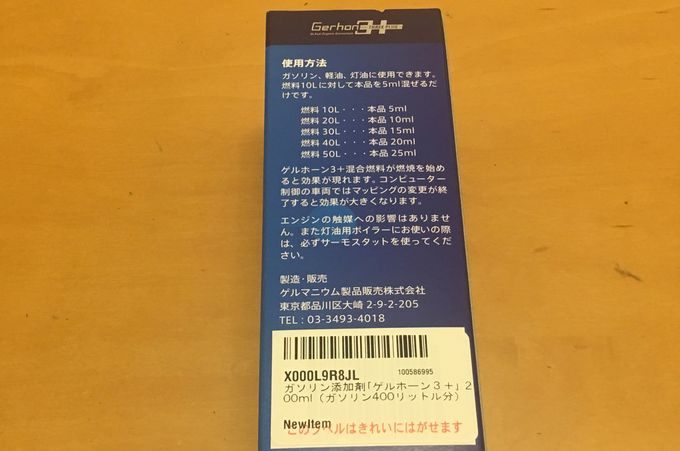 Gerhon 3+
使用方法
ガソリン、軽油、灯油に使用できます。
燃料10Lに対して本品を5ml混ぜるだ
けです。
燃料 10L・・・本品 5ml
燃料 20L・・・本品 10ml
燃料 30L・・・本品 15ml
燃料 40L・・・本品 20ml
燃料 50L・・・本品 25ml
ゲルホーン3+混合燃料が燃焼を始め
ると効果が現れます。コンピューター
制御の車両ではマッピングの変更が終
了すると効果が大きくなります。
エンジンの触媒への影響はありませ
ん。また灯油用ボイラーにお使いの際
は、必ずサーモスタットを使ってくだ
さい。
製造・販売
ゲルマニウム製品販売株式会社
東京都品川区大崎 2-9-2-205
TEL : 03-3493-4018
X000L9R8JL
100586995
ガソリン添加剤「ゲルホーン３＋」 2
00ml（ガソリン400リットル分）
NewItem
このラベルはきれいにはがせます